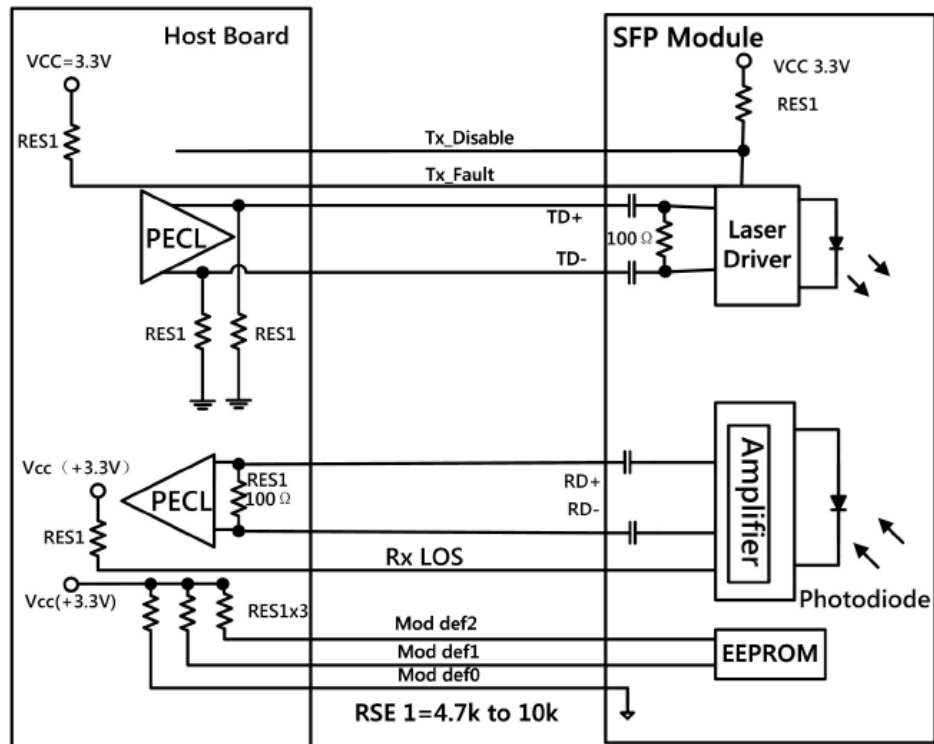 Host Board
SFP Module
VCC=3.3V
VCC 3.3V
RES1
RES1
Tx_Disable
Tx_Fault
PECL
TD+
100Ω
TD-
Laser
Driver
RES1
RES1
Vcc（+3.3V）
PECL
RES1
100Ω
RD+
RD-
Amplifier
RES1
Rx LOS
Vcc(+3.3V)
RES1x3
Photodiode
Mod def2
Mod def1
Mod def0
EEPROM
RSE 1=4.7k to 10k